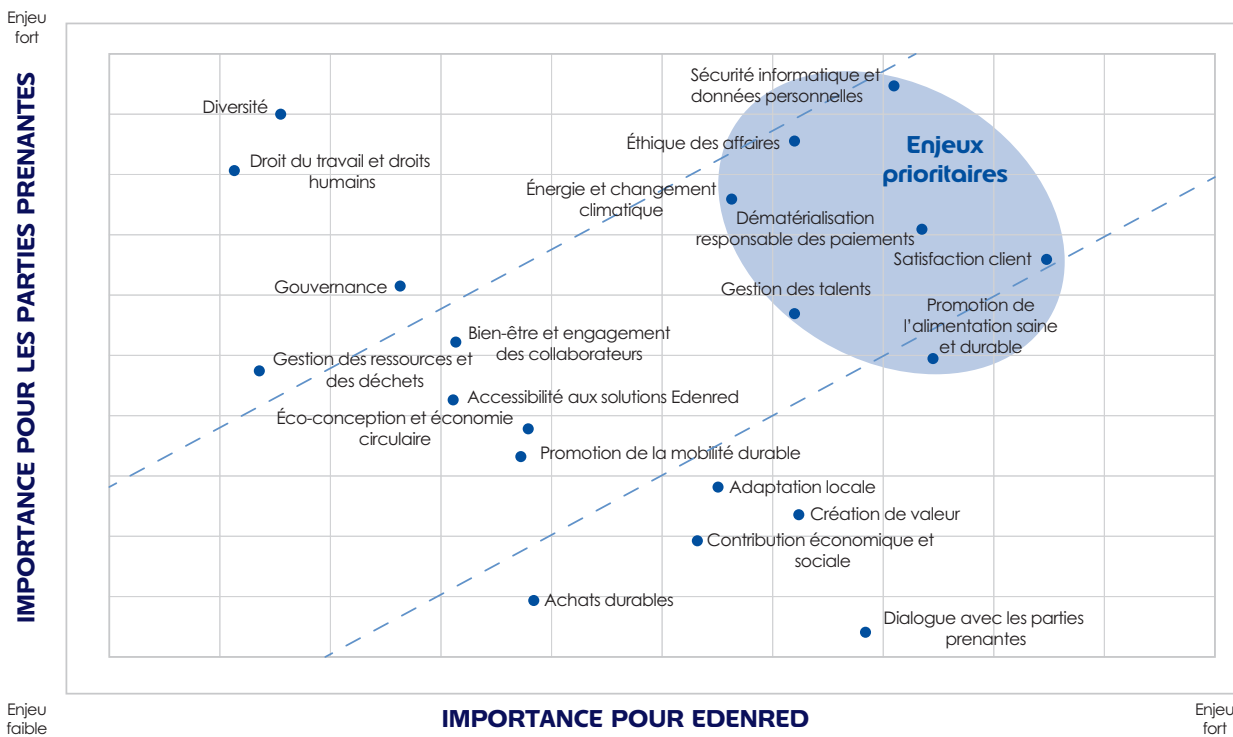 Enjeu
fort
IMPORTANCE POUR LES PARTIES PRENANTES
Sécurité informatique et
données personnelles
Diversité
Éthique des affaires
Enjeux
prioritaires
Droit du travail et droits
humains
Énergie et changement
climatique
Dématérialisation
responsable des paiements
Satisfaction client
Gouvernance
Gestion des talents
Promotion de
l’alimentation saine
et durable
Bien-être et engagement
des collaborateurs
Gestion des ressources et
des déchets
Accessibilité aux solutions Edenred
Éco-conception et économie
circulaire
Promotion de la mobilité durable
Adaptation locale
Création de valeur
Contribution économique et
sociale
Achats durables
Dialogue avec les parties
prenantes
Enjeu
faible
IMPORTANCE POUR EDENRED
Enjeu
fort